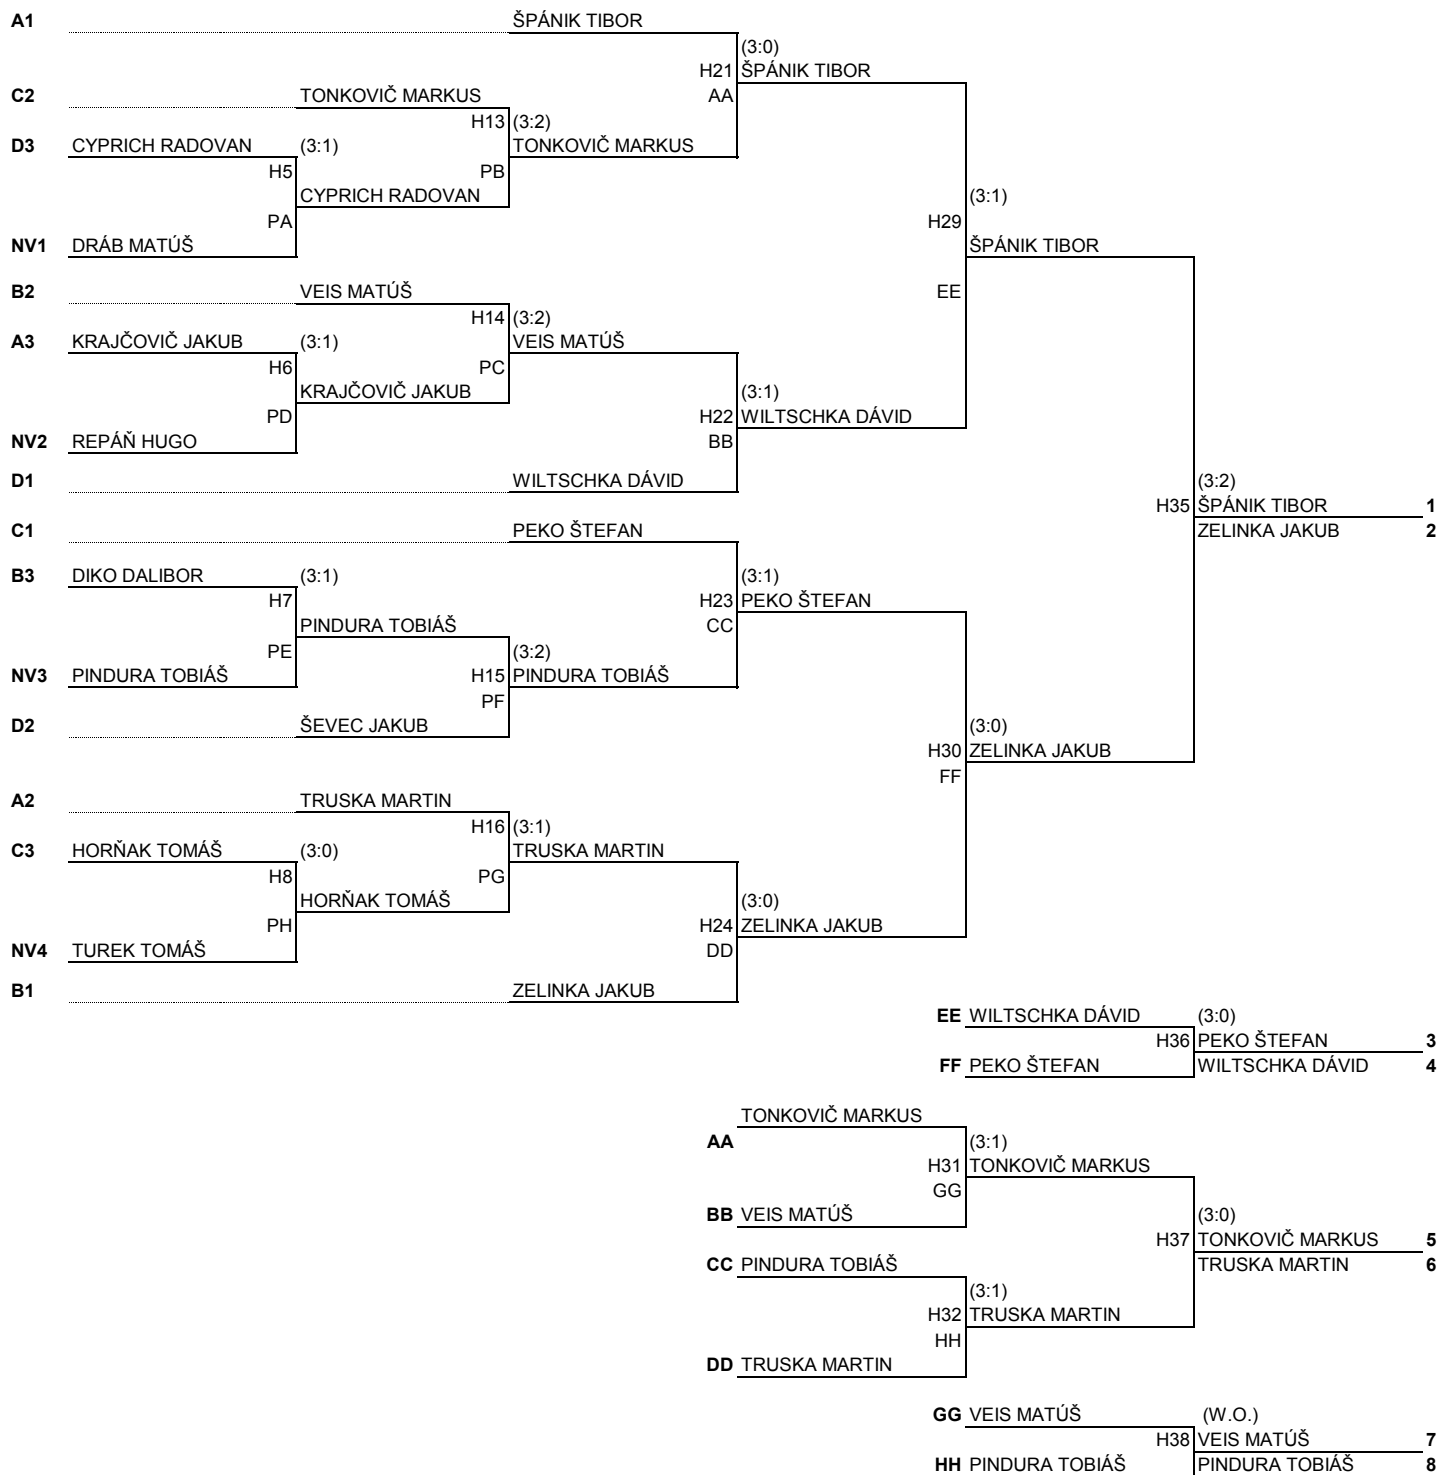 A1 ŠPÁNIK TIBOR
(3:0)
H21 ŠPÁNIK TIBOR
C2 TONKOVIČ MARKUS AA
H13 (3:2)
D3 CYPRICH RADOVAN (3:1) TONKOVIČ MARKUS
H5 PB
CYPRICH RADOVAN (3:1)
PA H29
NV1 DRÁB MATÚŠ ŠPÁNIK TIBOR
B2 VEIS MATÚŠ EE
H14 (3:2)
A3 KRAJČOVIČ JAKUB (3:1) VEIS MATÚŠ
H6 PC
KRAJČOVIČ JAKUB (3:1)
PD H22 WILTSCHKA DÁVID
NV2 REPÁŇ HUGO BB
D1 WILTSCHKA DÁVID (3:2)
H35 ŠPÁNIK TIBOR 1
C1 PEKO ŠTEFAN ZELINKA JAKUB 2
B3 DIKO DALIBOR (3:1) (3:1)
H7 H23 PEKO ŠTEFAN
PINDURA TOBIÁŠ CC
PE (3:2)
NV3 PINDURA TOBIÁŠ H15 PINDURA TOBIÁŠ
PF
D2 ŠEVEC JAKUB (3:0)
H30 ZELINKA JAKUB
FF
A2 TRUSKA MARTIN
H16 (3:1)
C3 HORŇAK TOMÁŠ (3:0) TRUSKA MARTIN
H8 PG
HORŇAK TOMÁŠ (3:0)
PH H24 ZELINKA JAKUB
NV4 TUREK TOMÁŠ DD
B1 ZELINKA JAKUB
EE WILTSCHKA DÁVID (3:0)
H36 PEKO ŠTEFAN 3
FF PEKO ŠTEFAN WILTSCHKA DÁVID 4
TONKOVIČ MARKUS
AA (3:1)
H31 TONKOVIČ MARKUS
GG
BB VEIS MATÚŠ (3:0)
H37 TONKOVIČ MARKUS 5
CC PINDURA TOBIÁŠ TRUSKA MARTIN 6
(3:1)
H32 TRUSKA MARTIN
HH
DD TRUSKA MARTIN
GG VEIS MATÚŠ (W.O.)
H38 VEIS MATÚŠ 7
HH PINDURA TOBIÁŠ PINDURA TOBIÁŠ 8